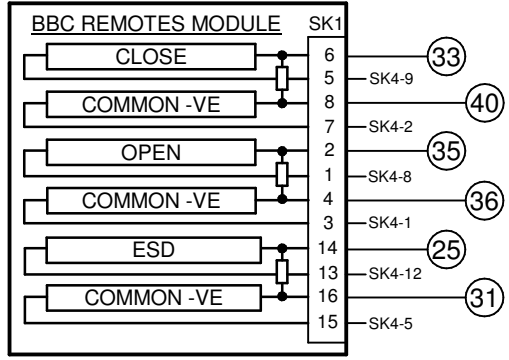 BBC REMOTES MODULE SK1
CLOSE 6 33
5 SK4-9
COMMON -VE 8 40
7 SK4-2
OPEN 2 35
1 SK4-8
COMMON -VE 4 36
3 SK4-1
ESD 14 25
13 SK4-12
COMMON -VE 16 31
15 SK4-5